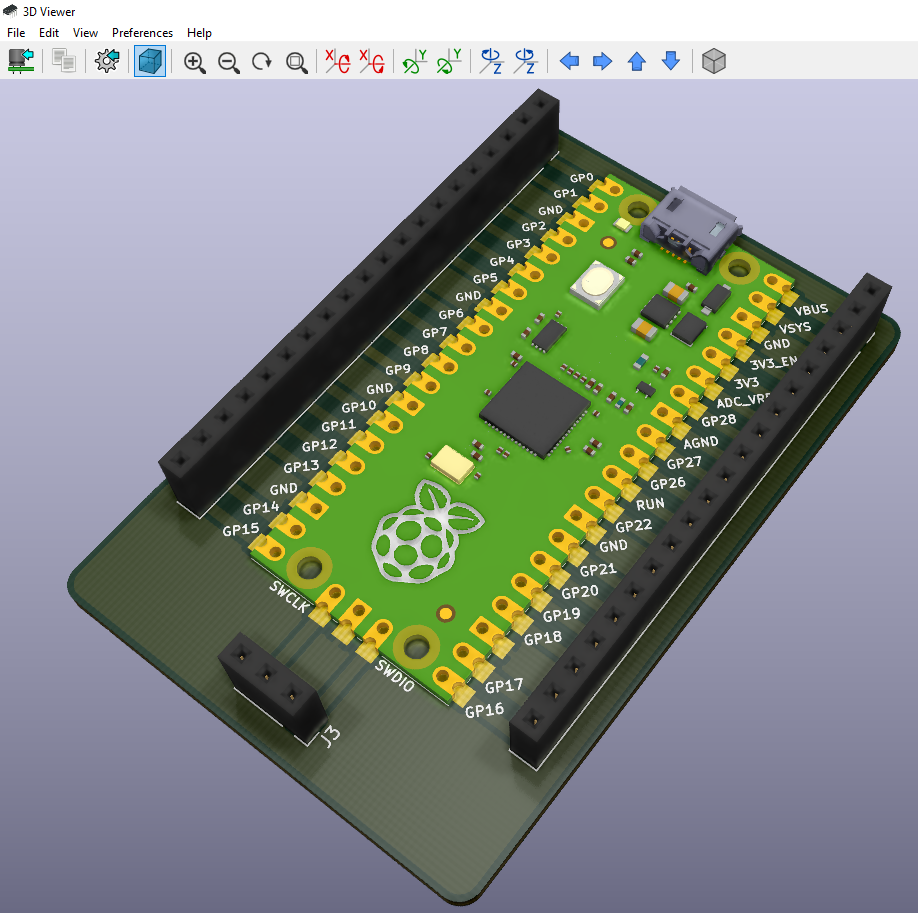 3D Viewer
File Edit View Preferences Help
X X Y Y Z Z
GP0
GP1
GND
GP2
GP3
GP4
GP5
GND
GP6
GP7
GP8
GP9
GND
GP10
GP11
GP12
GP13
GND
GP14
GP15
VBUS
VSYS
GND
3V3_EN
3V3
GP28
AGND
GP27
GP26
RUN
GP22
GND
GP21
GP20
GP19
GP18
GP17
GP16
SWCLK
SWDIO
J3